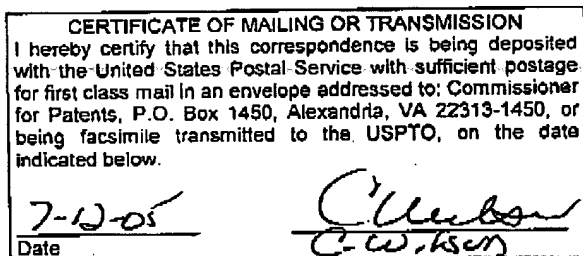 CERTIFICATE OF MAILING OR TRANSMISSION
I hereby certify that this correspondence is being deposited
with the United States Postal Service with sufficient postage
for first class mail in an envelope addressed to: Commissioner
for Patents, P.O. Box 1450, Alexandria, VA 22313-1450, or
being facsimile transmitted to the USPTO, on the date
indicated below.
7-12-05
Date
C. Wilson